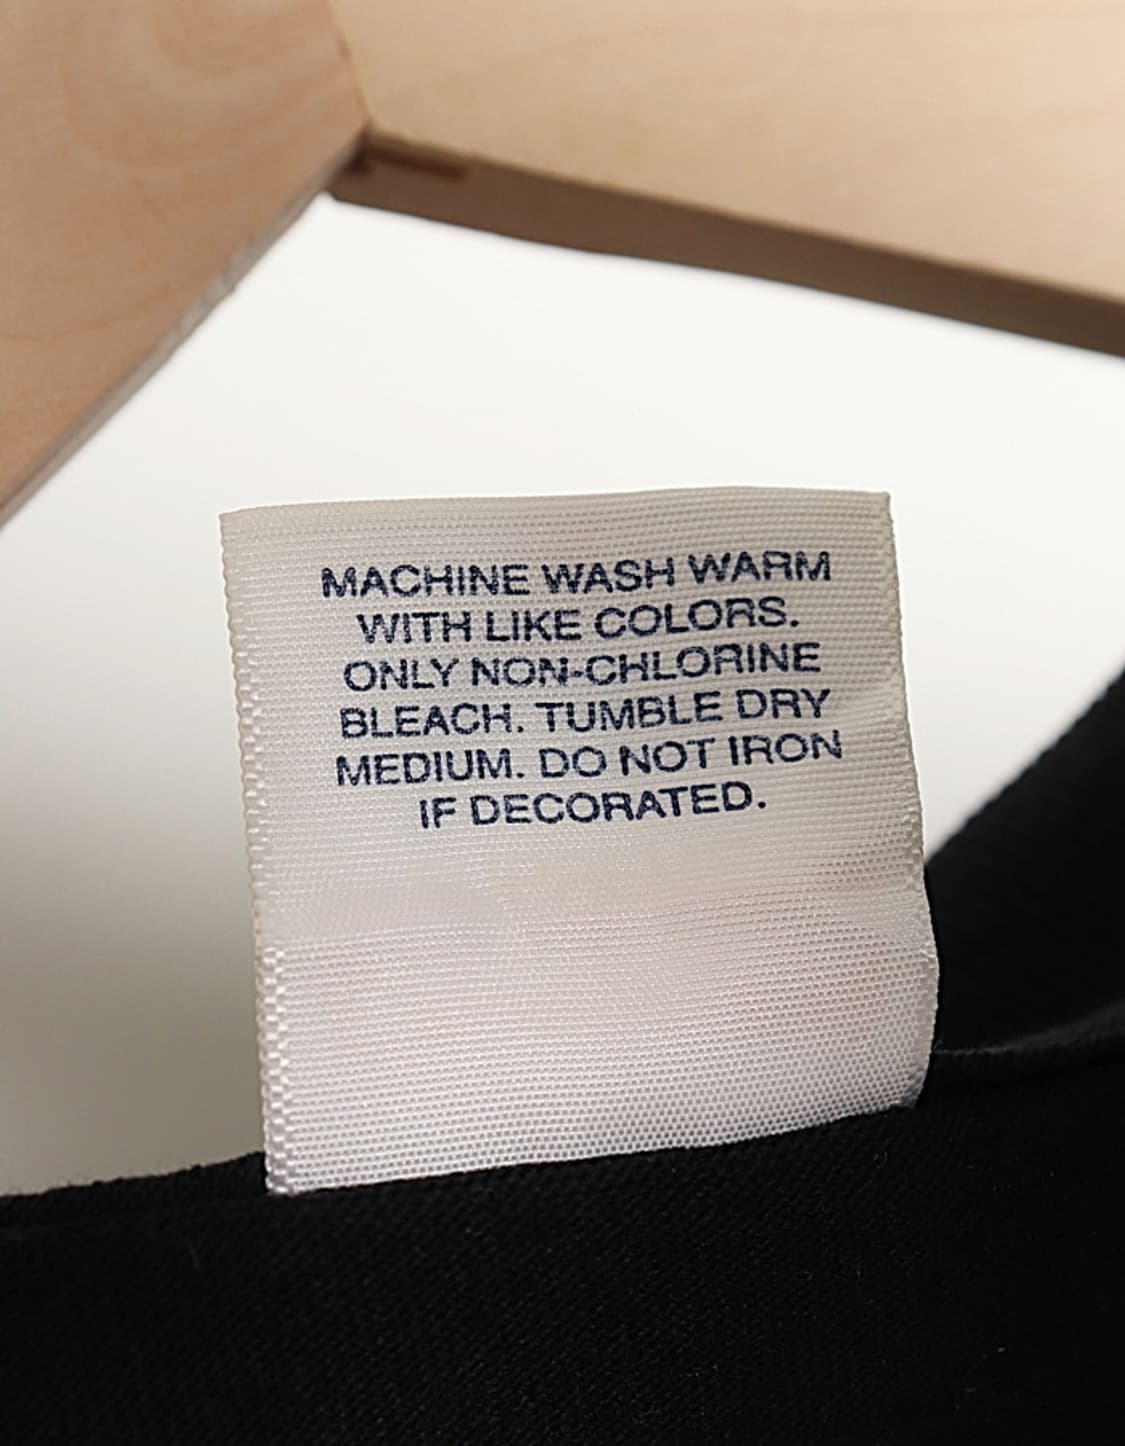 MACHINE WASH WARM
WITH LIKE COLORS.
ONLY NON-CHLORINE
BLEACH. TUMBLE DRY
MEDIUM. DO NOT IRON
IF DECORATED.